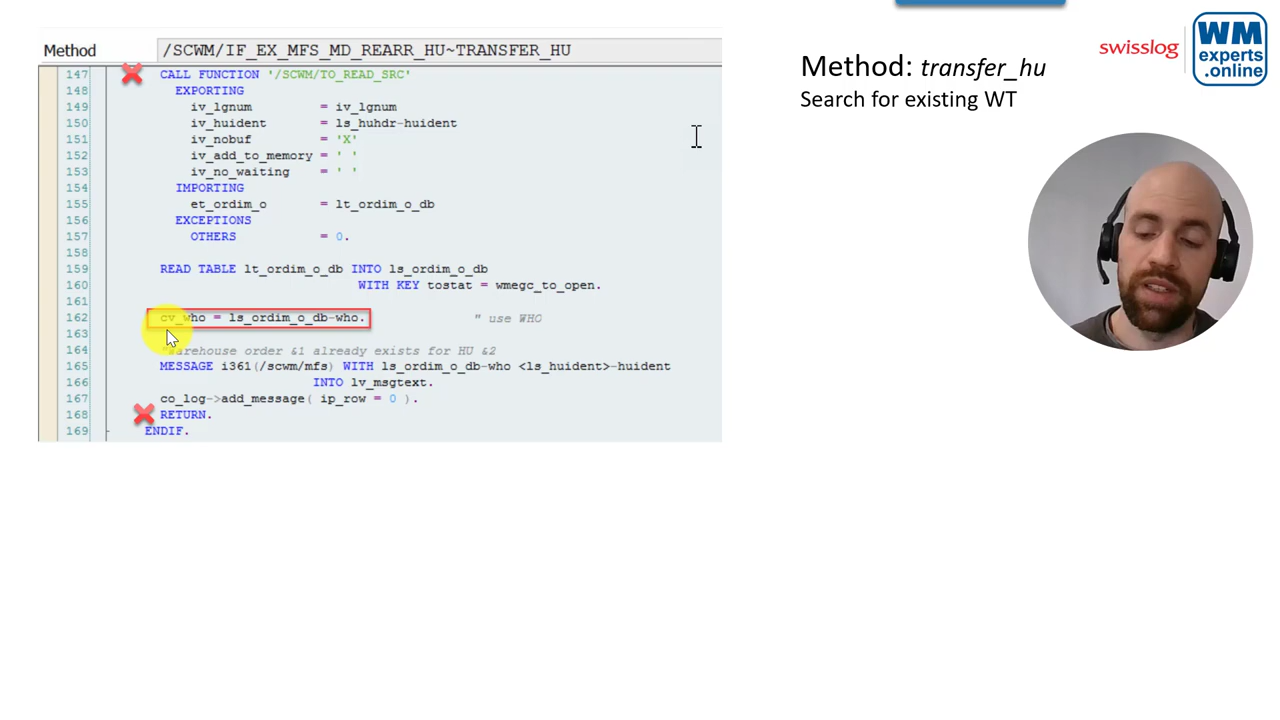 Method /SCWM/IF_EX_MFS_MD_REARR_HU~TRANSFER_HU
147 CALL FUNCTION '/SCWM/TO_READ_SRC'
148 EXPORTING
149 iv_lgnum = iv_lgnum
150 iv_huident = ls_huhdr-huident
151 iv_nobuf = 'X'
152 iv_add_to_memory = ' '
153 iv_no_waiting = ' '
154 IMPORTING
155 et_ordim_o = lt_ordim_o_db
156 EXCEPTIONS
157 OTHERS = 0.
158
159 READ TABLE lt_ordim_o_db INTO ls_ordim_o_db
160 WITH KEY tostat = wmegc_to_open.
161
162 cv_who = ls_ordim_o_db-who. " use WHO
163
164 "Warehouse order &1 already exists for HU &2
165 MESSAGE i361(/scwm/mfs) WITH ls_ordim_o_db-who <ls_huident>-huident
166 INTO lv_msgtext.
167 co_log->add_message( ip_row = 0 ).
168 RETURN.
169 ENDIF.
Method: transfer_hu
Search for existing WT
swisslog
WM
experts
.online